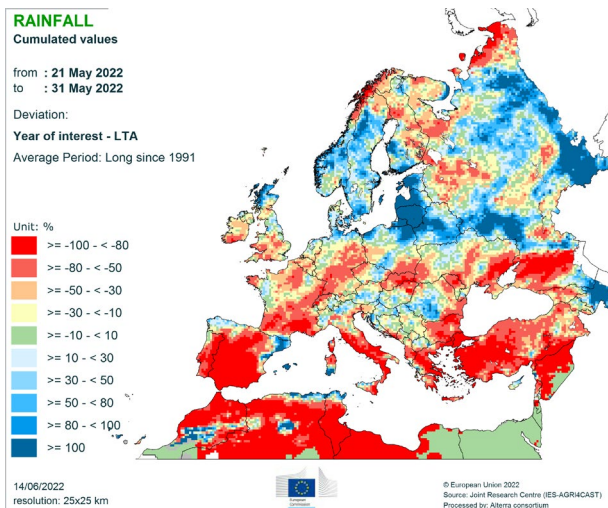 RAINFALL
Cumulated values
from : 21 May 2022
to : 31 May 2022
Deviation:
Year of interest - LTA
Average Period: Long since 1991
Unit: %
>= -100 - < -80
>= -80 - < -50
>= -50 - < -30
>= -30 - < -10
>= -10 - < 10
>= 10 - < 30
>= 30 - < 50
>= 50 - < 80
>= 80 - < 100
>= 100
14/06/2022
resolution: 25x25 km
European
Commission
© European Union 2022
Source: Joint Research Centre (IES-AGRI4CAST)
Processed by: Alterra consortium